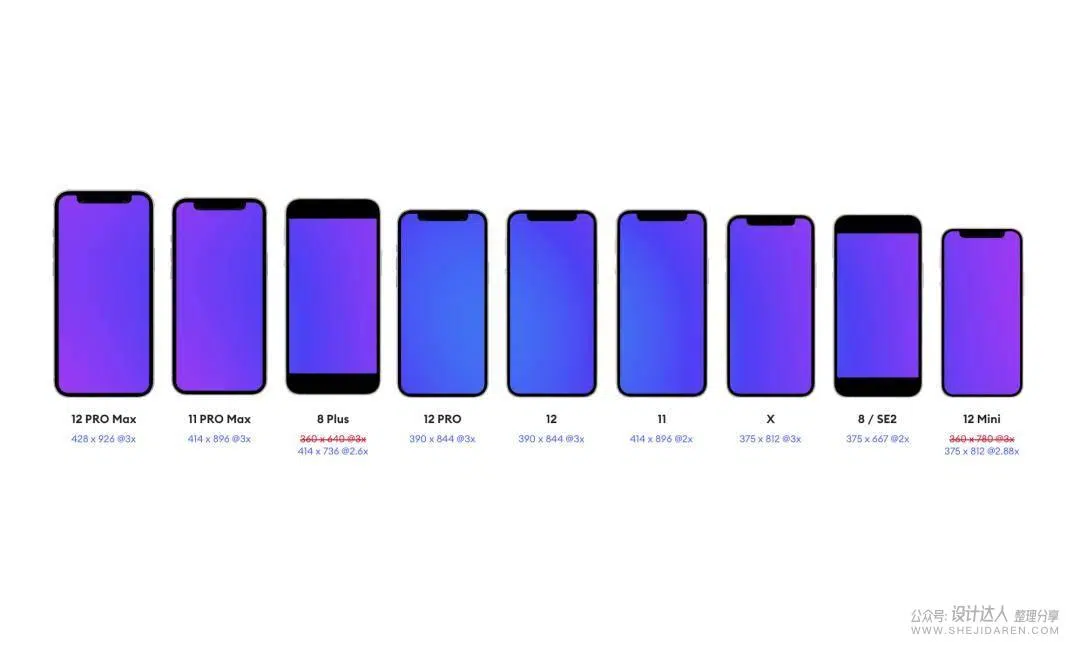 12 PRO Max
428 x 926 @3x
11 PRO Max
414 x 896 @3x
8 Plus
360 x 640 @3x
414 x 736 @2.6x
12 PRO
390 x 844 @3x
12
390 x 844 @3x
11
414 x 896 @2x
X
375 x 812 @3x
8 / SE2
375 x 667 @2x
12 Mini
360 x 780 @3x
375 x 812 @2.88x
公众号: 设计达人 整理分享
WWW.SHEJIDAREN.COM